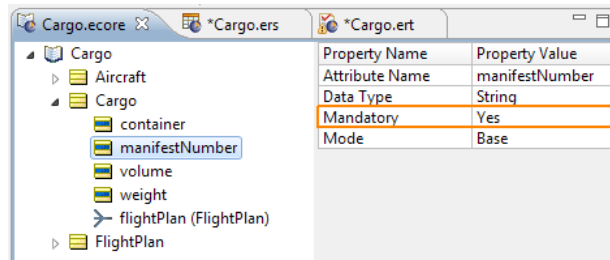 Cargo.ecore *Cargo.ers *Cargo.ert
Cargo
Aircraft
Cargo
container
manifestNumber
volume
weight
flightPlan (FlightPlan)
FlightPlan
Property Name Property Value
Attribute Name manifestNumber
Data Type String
Mandatory Yes
Mode Base